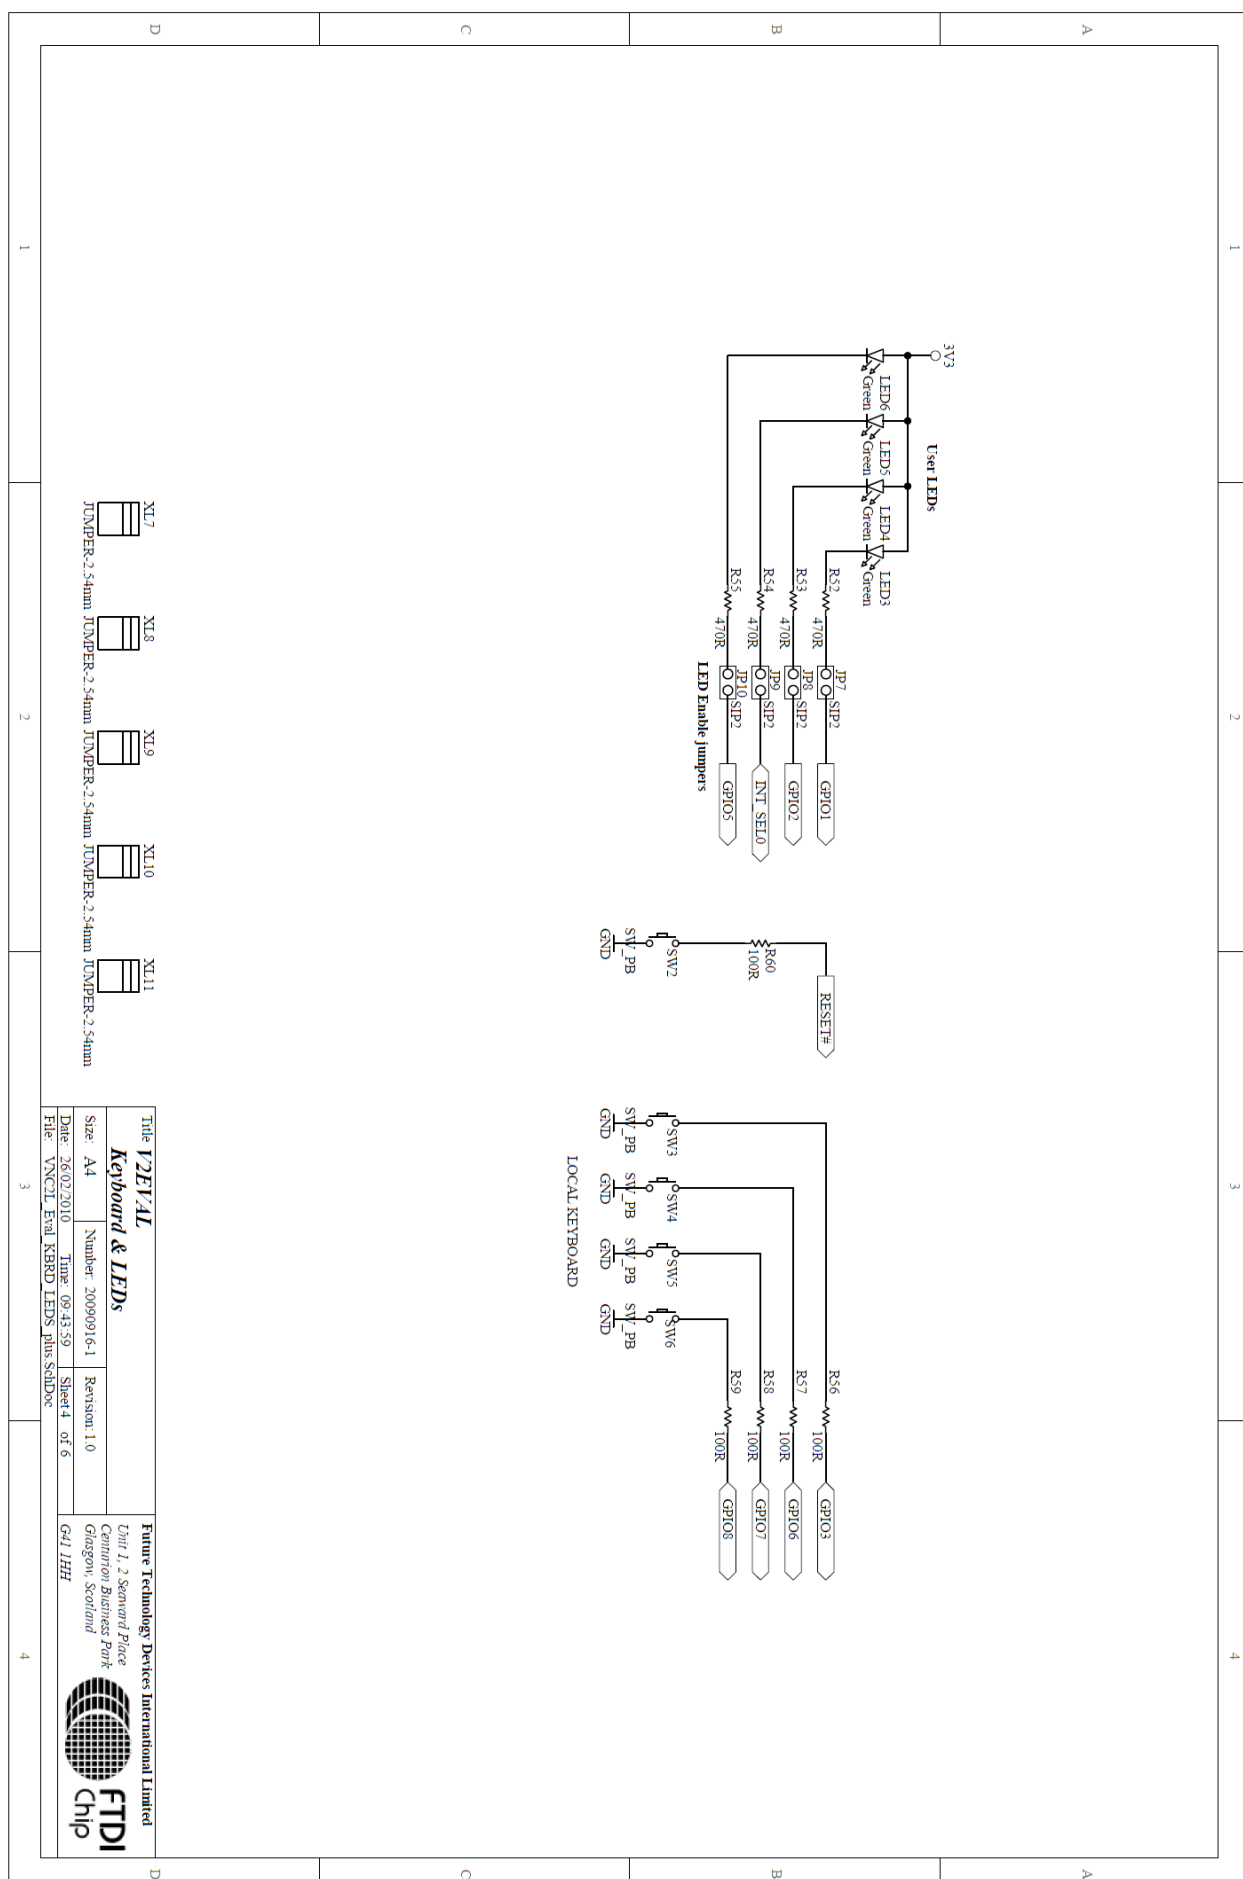 1
2
3
4
A
B
C
D
3V3
User LEDs
LED6
Green
LED5
Green
LED4
Green
LED3
Green
R52
470R
JP7
SIP2
GPIO1
R53
470R
JP8
SIP2
GPIO2
R54
470R
JP9
SIP2
INT_SEL0
R55
470R
JP10
SIP2
GPIO5
LED Enable jumpers
RESET#
R60
100R
SW2
SW_PB
GND
R56
100R
GPIO3
R57
100R
GPIO6
R58
100R
GPIO7
R59
100R
GPIO8
SW3
SW_PB
GND
SW4
SW_PB
GND
SW5
SW_PB
GND
SW6
SW_PB
GND
LOCAL KEYBOARD
XL7
JUMPER-2.54mm
XL8
JUMPER-2.54mm
XL9
JUMPER-2.54mm
XL10
JUMPER-2.54mm
XL11
JUMPER-2.54mm
Title V2EVAL
Keyboard & LEDs
Size: A4 Number: 20090916-1 Revision: 1.0
Date: 26/02/2010 Time: 09:43:59 Sheet 4 of 6
File: VNC2L_Eval_KBRD_LEDS_plus.SchDoc
Future Technology Devices International Limited
Unit 1, 2 Seaward Place
Centurion Business Park
Glasgow, Scotland
G41 1HH
FTDI
Chip
1
2
3
4
A
B
C
D